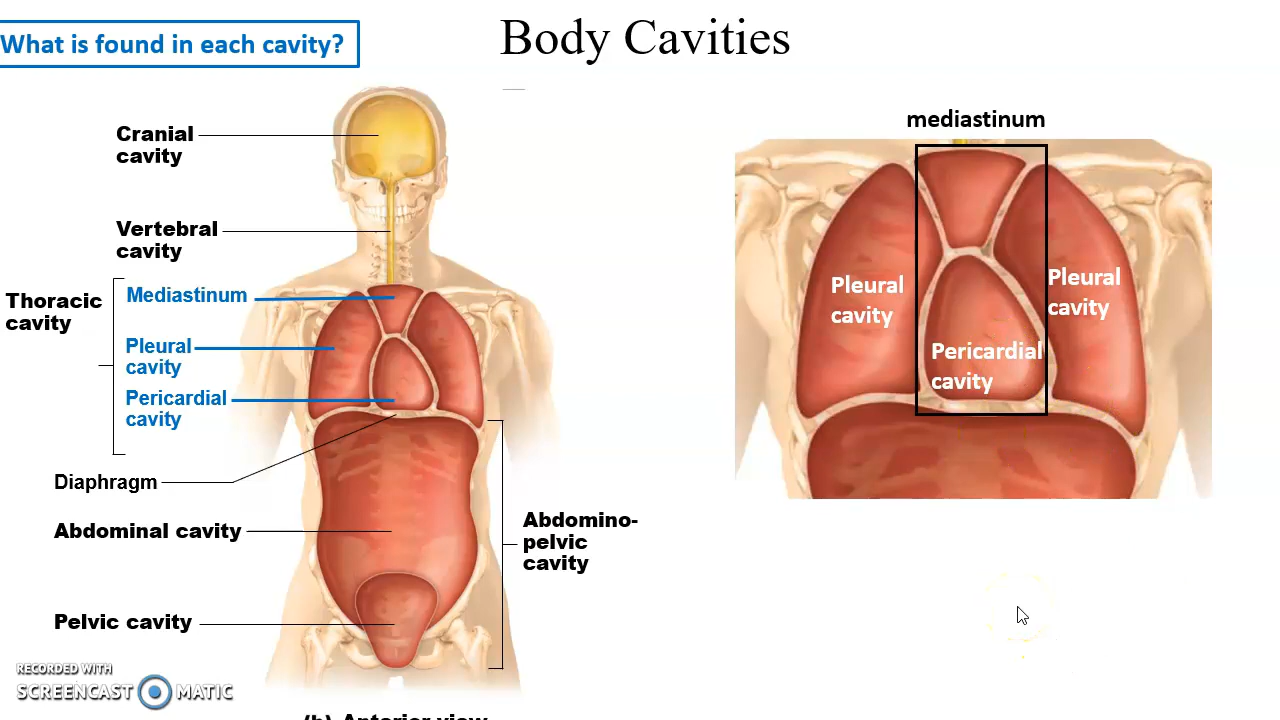 What is found in each cavity?
Body Cavities
Cranial
cavity
Vertebral
cavity
Thoracic
cavity
Mediastinum
Pleural
cavity
Pericardial
cavity
Diaphragm
Abdominal cavity
Pelvic cavity
Abdomino-
pelvic
cavity
(b) Anterior view
mediastinum
Pleural
cavity
Pleural
cavity
Pericardial
cavity
RECORDED WITH
SCREENCAST MATIC